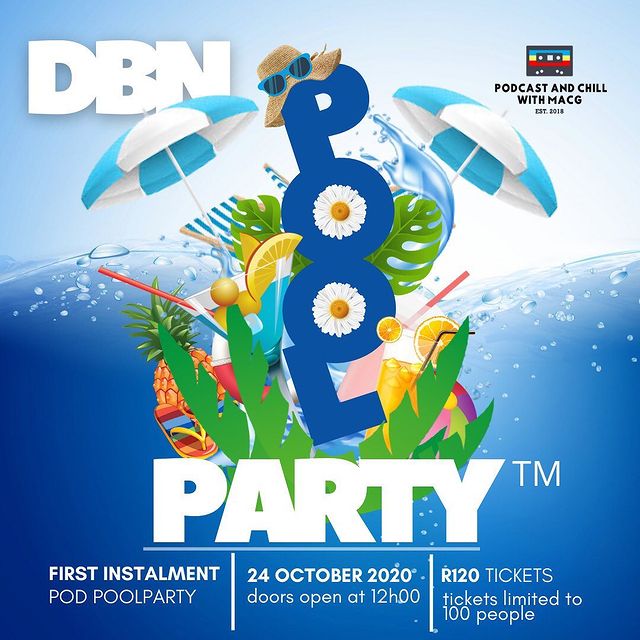 DBN
PODCAST AND CHILL
WITH MACG
EST. 2018
POOL
PARTY TM
FIRST INSTALMENT
POD POOLPARTY
24 OCTOBER 2020
doors open at 12h00
R120 TICKETS
tickets limited to
100 people